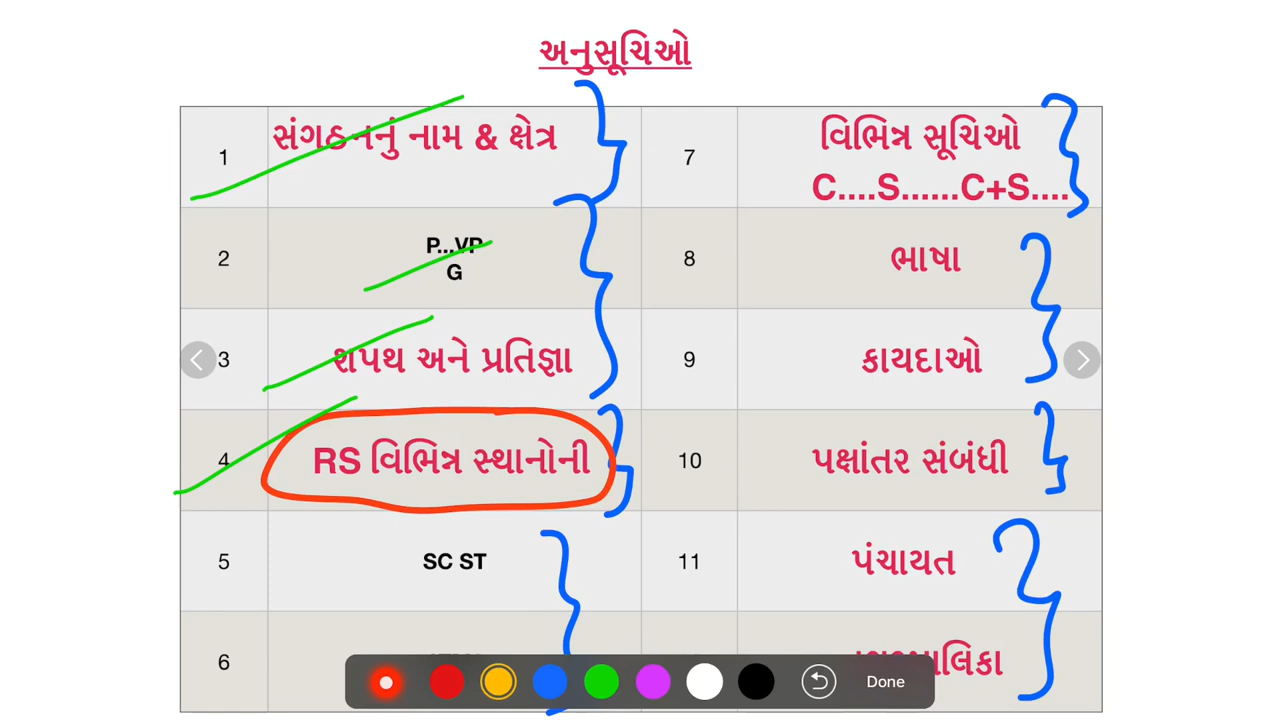 અનુસૂચિઓ
1 સંગઠનનું નામ & ક્ષેત્ર
7 વિભિન્ન સૂચિઓ
C....S......C+S....
2 P...VP
G
8 ભાષા
3 શપથ અને પ્રતિજ્ઞા
9 કાયદાઓ
4 RS વિભિન્ન સ્થાનોની
10 પક્ષાંતર સંબંધી
5 SC ST
11 પંચાયત
6
Done